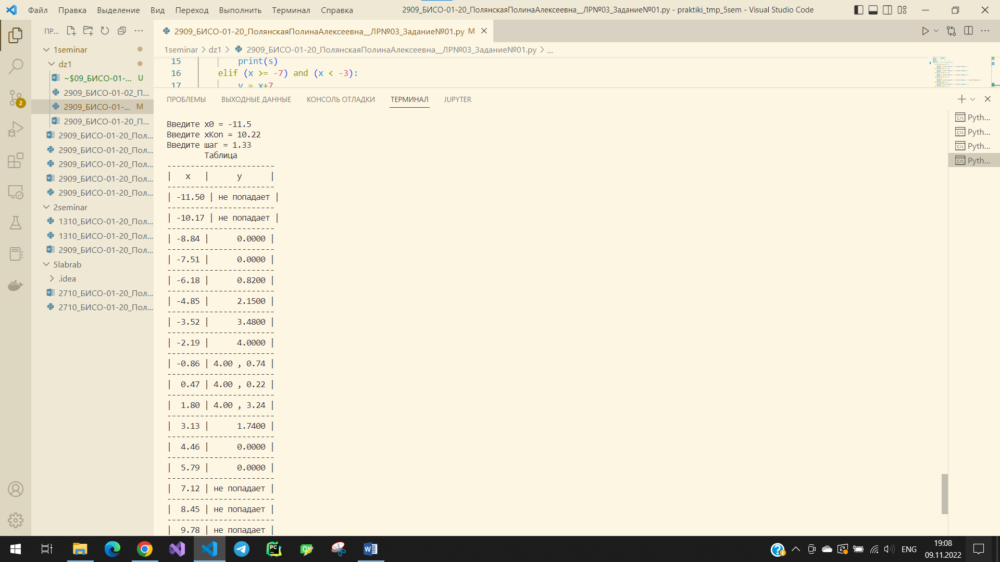 Файл Правка Выделение Вид Переход Выполнить Терминал Справка
2909_БИСО-01-20_ПолянскаяПолинаАлексеевна__ЛР№03_Задание№01.py - praktiki_tmp_5sem - Visual Studio Code
ПР...
1seminar
dz1
~$09_БИСО-01-... U
2909_БИСО-01-02_П...
2909_БИСО-01-... M
2909_БИСО-01-20_П...
2909_БИСО-01-20_Пол...
2909_БИСО-01-20_Пол...
2909_БИСО-01-20_Пол...
2909_БИСО-01-20_Пол...
2909_БИСО-01-20_Пол...
2seminar
1310_БИСО-01-20_Пол...
1310_БИСО-01-20_Пол...
2909_БИСО-01-20_Пол...
5labrab
.idea
2710_БИСО-01-20_Пол...
2710_БИСО-01-20_Пол...
2
2909_БИСО-01-20_ПолянскаяПолинаАлексеевна__ЛР№03_Задание№01.py M
1seminar > dz1 > 2909_БИСО-01-20_ПолянскаяПолинаАлексеевна__ЛР№03_Задание№01.py > ...
15 print(s)
16 elif (x >= -7) and (x < -3):
17 y = x+7
ПРОБЛЕМЫ ВЫХОДНЫЕ ДАННЫЕ КОНСОЛЬ ОТЛАДКИ ТЕРМИНАЛ JUPYTER
Введите x0 = -11.5
Введите xKon = 10.22
Введите шаг = 1.33
Таблица
-----------------------
| x | y |
-----------------------
| -11.50 | не попадает |
-----------------------
| -10.17 | не попадает |
-----------------------
| -8.84 | 0.0000 |
-----------------------
| -7.51 | 0.0000 |
-----------------------
| -6.18 | 0.8200 |
-----------------------
| -4.85 | 2.1500 |
-----------------------
| -3.52 | 3.4800 |
-----------------------
| -2.19 | 4.0000 |
-----------------------
| -0.86 | 4.00 , 0.74 |
-----------------------
| 0.47 | 4.00 , 0.22 |
-----------------------
| 1.80 | 4.00 , 3.24 |
-----------------------
| 3.13 | 1.7400 |
-----------------------
| 4.46 | 0.0000 |
-----------------------
| 5.79 | 0.0000 |
-----------------------
| 7.12 | не попадает |
-----------------------
| 8.45 | не попадает |
-----------------------
| 9.78 | не попадает |
Pyth...
Pyth...
Pyth...
Pyth...
ENG
19:08
09.11.2022